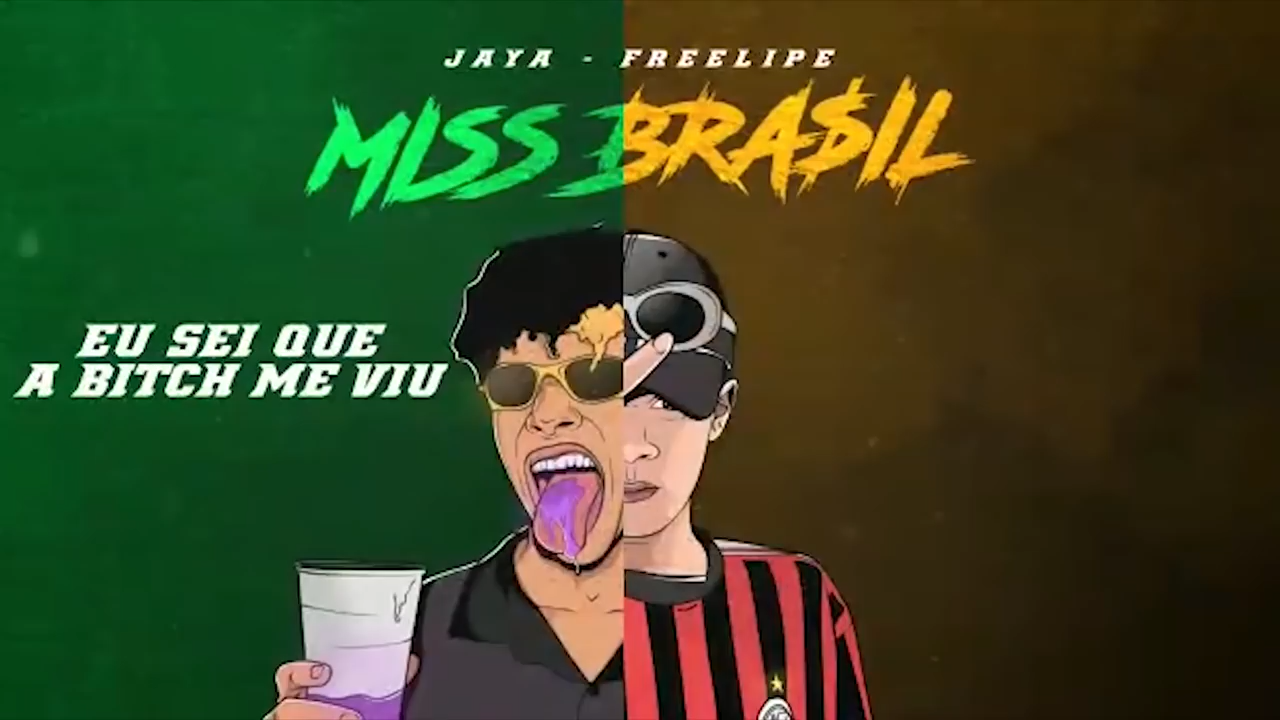 JAYA - FREELIPE
MISS BRA$IL
EU SEI QUE
A BITCH ME VIU